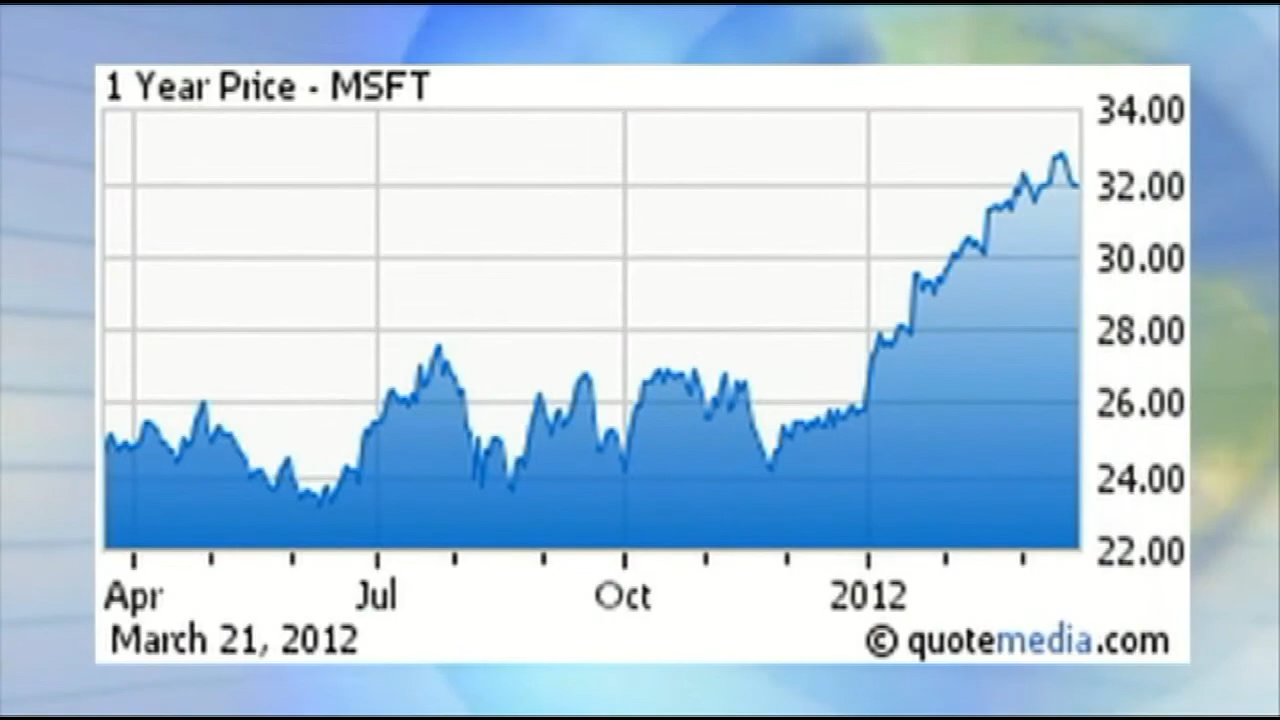 1 Year Price - MSFT
34.00
32.00
30.00
28.00
26.00
24.00
22.00
Apr Jul Oct 2012
March 21, 2012 © quotemedia.com